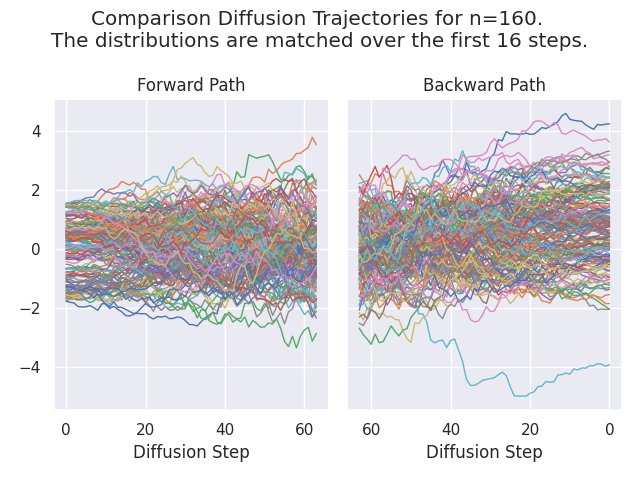 Comparison Diffusion Trajectories for n=160.
The distributions are matched over the first 16 steps.
Forward Path
Backward Path
4
2
0
−2
−4
0 20 40 60
60 40 20 0
Diffusion Step
Diffusion Step